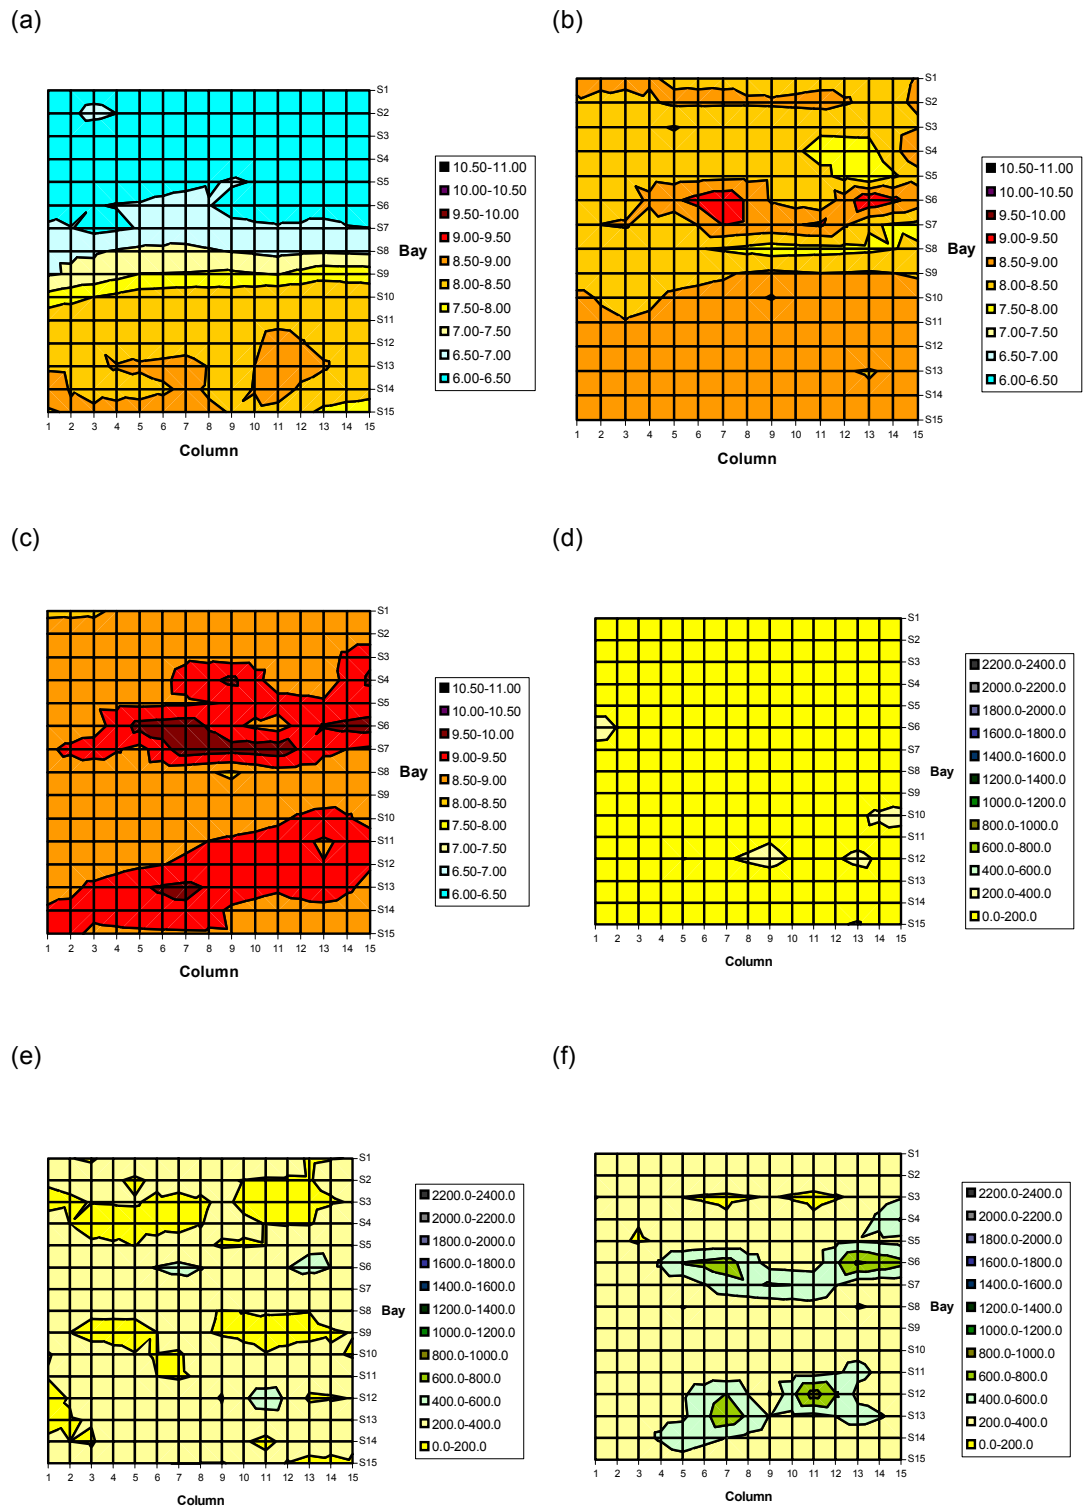 (a)
S1
S2
S3
S4
S5
S6
S7
S8
S9
S10
S11
S12
S13
S14
S15
Bay
1 2 3 4 5 6 7 8 9 10 11 12 13 14 15
Column
10.50-11.00
10.00-10.50
9.50-10.00
9.00-9.50
8.50-9.00
8.00-8.50
7.50-8.00
7.00-7.50
6.50-7.00
6.00-6.50
(b)
S1
S2
S3
S4
S5
S6
S7
S8
S9
S10
S11
S12
S13
S14
S15
Bay
1 2 3 4 5 6 7 8 9 10 11 12 13 14 15
Column
10.50-11.00
10.00-10.50
9.50-10.00
9.00-9.50
8.50-9.00
8.00-8.50
7.50-8.00
7.00-7.50
6.50-7.00
6.00-6.50
(c)
S1
S2
S3
S4
S5
S6
S7
S8
S9
S10
S11
S12
S13
S14
S15
Bay
1 2 3 4 5 6 7 8 9 10 11 12 13 14 15
Column
10.50-11.00
10.00-10.50
9.50-10.00
9.00-9.50
8.50-9.00
8.00-8.50
7.50-8.00
7.00-7.50
6.50-7.00
6.00-6.50
(d)
S1
S2
S3
S4
S5
S6
S7
S8
S9
S10
S11
S12
S13
S14
S15
Bay
1 2 3 4 5 6 7 8 9 10 11 12 13 14 15
Column
2200.0-2400.0
2000.0-2200.0
1800.0-2000.0
1600.0-1800.0
1400.0-1600.0
1200.0-1400.0
1000.0-1200.0
800.0-1000.0
600.0-800.0
400.0-600.0
200.0-400.0
0.0-200.0
(e)
S1
S2
S3
S4
S5
S6
S7
S8
S9
S10
S11
S12
S13
S14
S15
Bay
1 2 3 4 5 6 7 8 9 10 11 12 13 14 15
Column
2200.0-2400.0
2000.0-2200.0
1800.0-2000.0
1600.0-1800.0
1400.0-1600.0
1200.0-1400.0
1000.0-1200.0
800.0-1000.0
600.0-800.0
400.0-600.0
200.0-400.0
0.0-200.0
(f)
S1
S2
S3
S4
S5
S6
S7
S8
S9
S10
S11
S12
S13
S14
S15
Bay
1 2 3 4 5 6 7 8 9 10 11 12 13 14 15
Column
2200.0-2400.0
2000.0-2200.0
1800.0-2000.0
1600.0-1800.0
1400.0-1600.0
1200.0-1400.0
1000.0-1200.0
800.0-1000.0
600.0-800.0
400.0-600.0
200.0-400.0
0.0-200.0